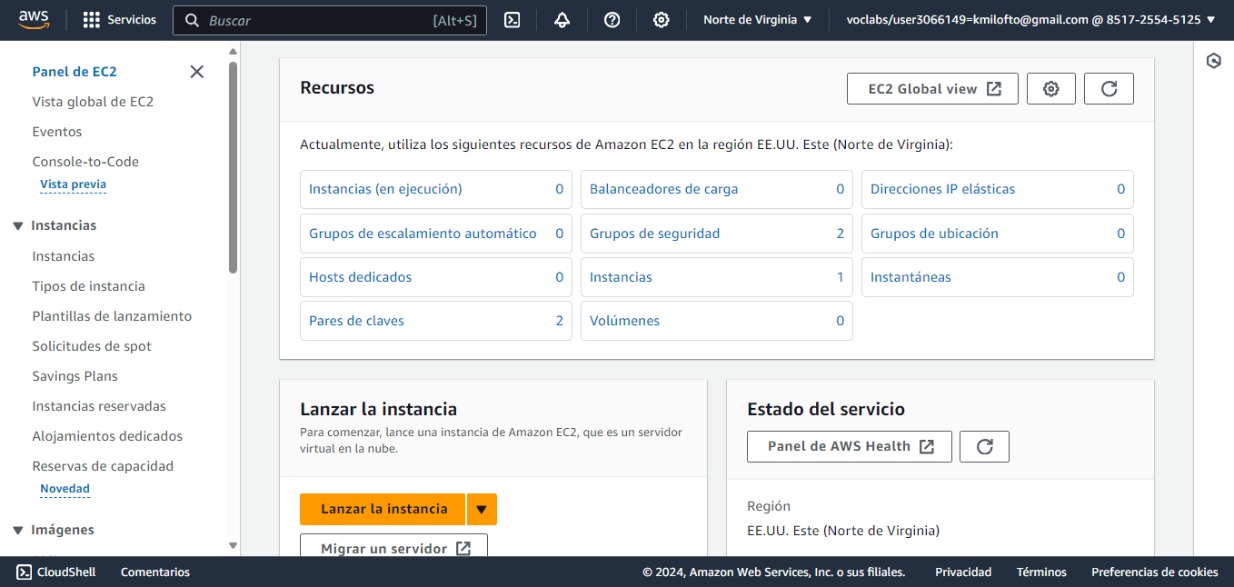 aws
Servicios
Buscar
[Alt+S]
Norte de Virginia
voclabs/user3066149=kmilofto@gmail.com @ 8517-2554-5125
Panel de EC2
Vista global de EC2
Eventos
Console-to-Code
Vista previa
Instancias
Instancias
Tipos de instancia
Plantillas de lanzamiento
Solicitudes de spot
Savings Plans
Instancias reservadas
Alojamientos dedicados
Reservas de capacidad
Novedad
Imágenes
Recursos
EC2 Global view
Actualmente, utiliza los siguientes recursos de Amazon EC2 en la región EE.UU. Este (Norte de Virginia):
Instancias (en ejecución) 0
Balanceadores de carga 0
Direcciones IP elásticas 0
Grupos de escalamiento automático 0
Grupos de seguridad 2
Grupos de ubicación 0
Hosts dedicados 0
Instancias 1
Instantáneas 0
Pares de claves 2
Volúmenes 0
Lanzar la instancia
Para comenzar, lance una instancia de Amazon EC2, que es un servidor
virtual en la nube.
Lanzar la instancia
Migrar un servidor
Estado del servicio
Panel de AWS Health
Región
EE.UU. Este (Norte de Virginia)
CloudShell
Comentarios
© 2024, Amazon Web Services, Inc. o sus filiales.
Privacidad
Términos
Preferencias de cookies